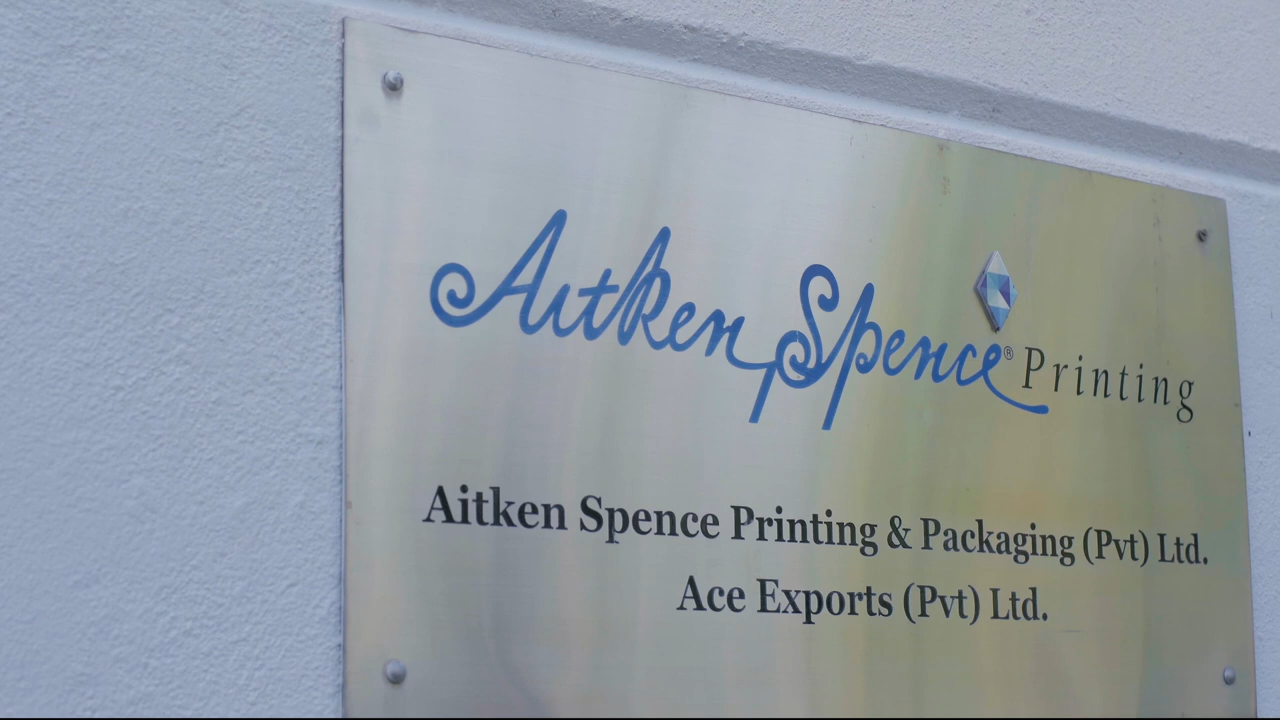 Aitken Spence® Printing
Aitken Spence Printing & Packaging (Pvt) Ltd.
Ace Exports (Pvt) Ltd.